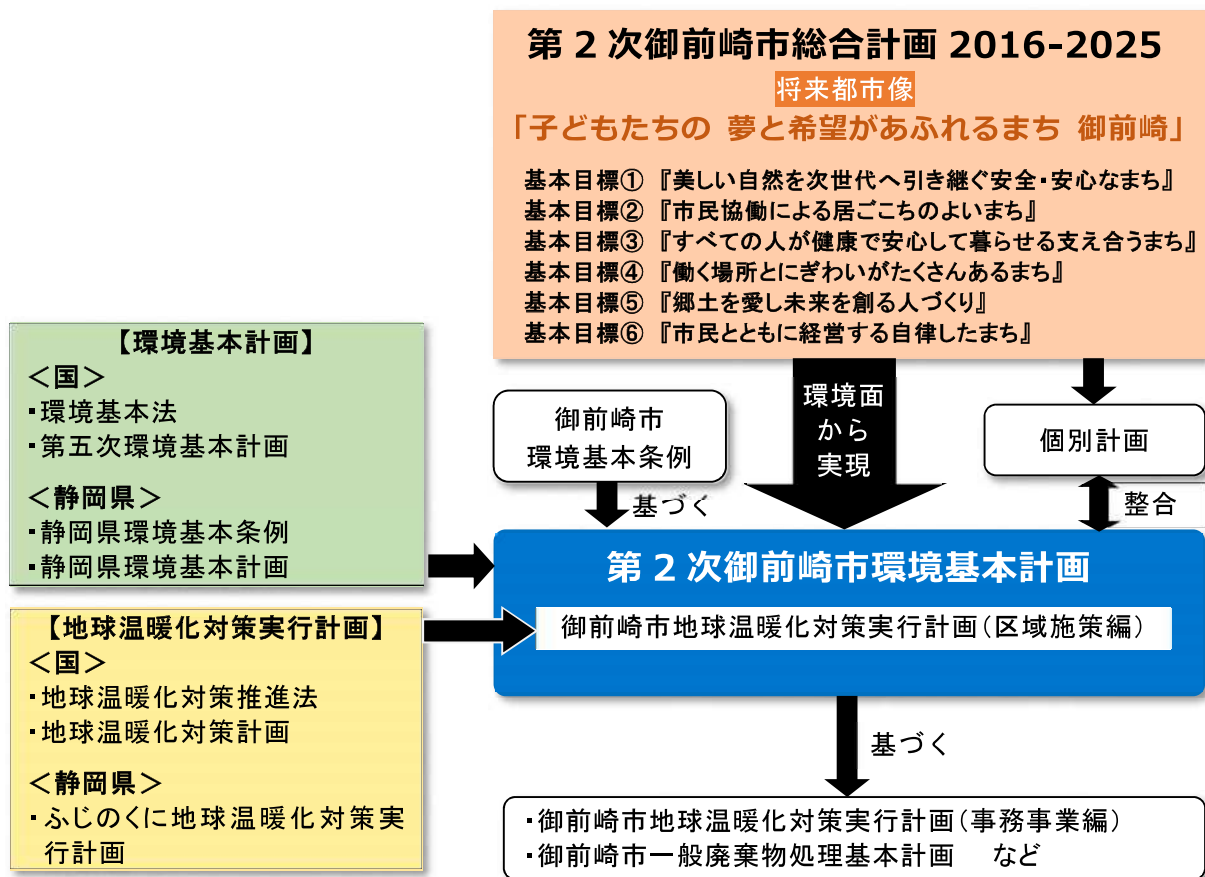 第2次御前崎市総合計画 2016-2025
将来都市像
「子どもたちの 夢と希望があふれるまち 御前崎」
基本目標① 『美しい自然を次世代へ引き継ぐ安全・安心なまち』
基本目標② 『市民協働による居ごこちのよいまち』
基本目標③ 『すべての人が健康で安心して暮らせる支え合うまち』
基本目標④ 『働く場所とにぎわいがたくさんあるまち』
基本目標⑤ 『郷土を愛し未来を創る人づくり』
基本目標⑥ 『市民とともに経営する自律したまち』
【環境基本計画】
＜国＞
・環境基本法
・第五次環境基本計画
＜静岡県＞
・静岡県環境基本条例
・静岡県環境基本計画
御前崎市
環境基本条例
基づく
環境面
から
実現
個別計画
整合
第2次御前崎市環境基本計画
御前崎市地球温暖化対策実行計画（区域施策編）
【地球温暖化対策実行計画】
＜国＞
・地球温暖化対策推進法
・地球温暖化対策計画
＜静岡県＞
・ふじのくに地球温暖化対策実
行計画
基づく
・御前崎市地球温暖化対策実行計画（事務事業編）
・御前崎市一般廃棄物処理基本計画 など